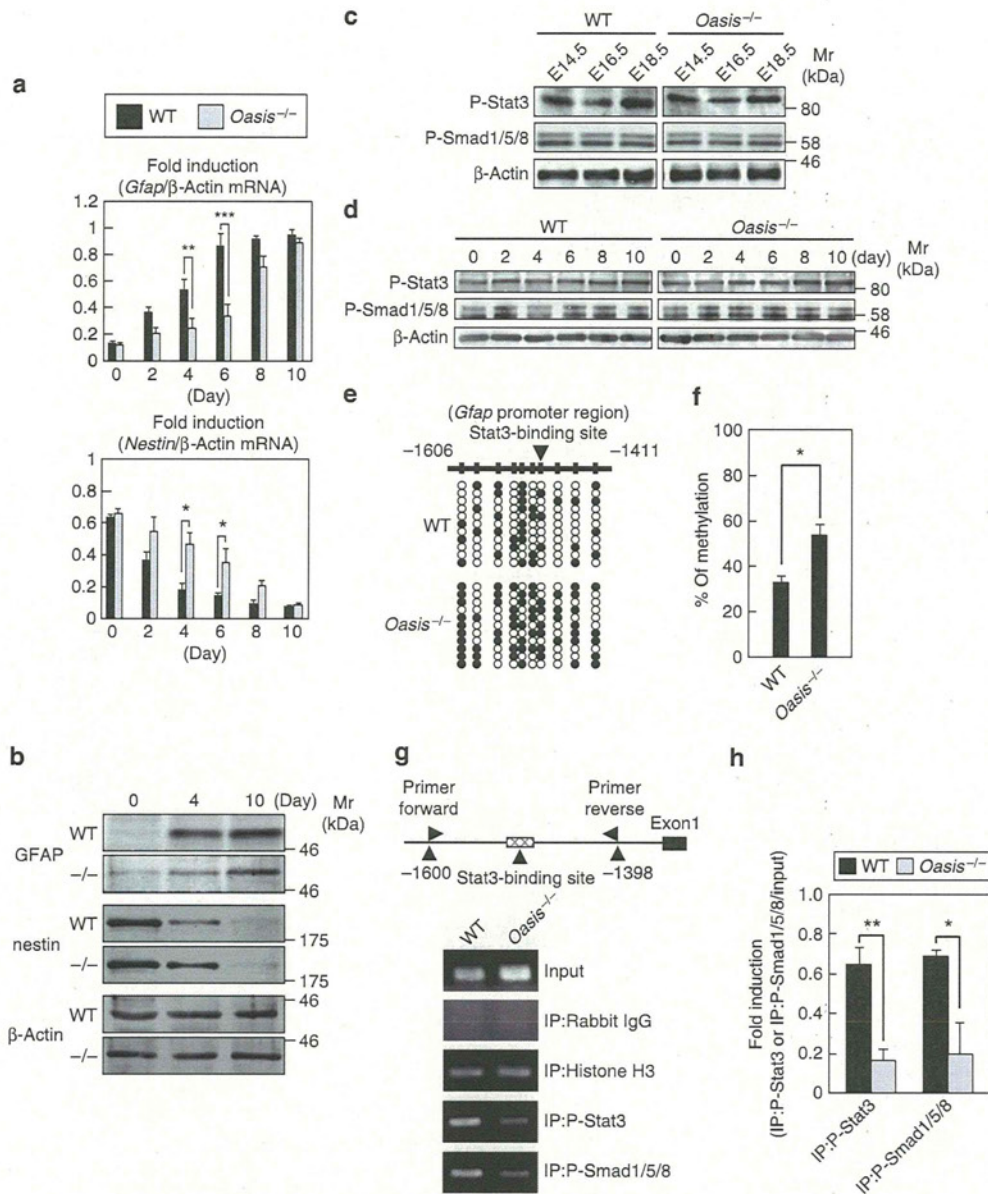 a
WT Oasis−/−
Fold induction
(Gfap/β-Actin mRNA)
1.2
1
0.8
0.6
0.4
0.2
0
** ***
0 2 4 6 8 10
(Day)
Fold induction
(Nestin/β-Actin mRNA)
1
0.8
0.6
0.4
0.2
0
* *
0 2 4 6 8 10
(Day)
b
0 4 10 (Day) Mr
(kDa)
GFAP
WT
46
−/−
46
nestin
WT
175
−/−
175
β-Actin
WT
46
46
−/−
c
WT Oasis−/−
E14.5 E16.5 E18.5 E14.5 E16.5 E18.5 Mr
(kDa)
P-Stat3
80
P-Smad1/5/8
58
46
β-Actin
d
WT Oasis−/−
0 2 4 6 8 10 0 2 4 6 8 10 (day) Mr
(kDa)
P-Stat3
80
P-Smad1/5/8
58
46
β-Actin
e
(Gfap promoter region)
Stat3-binding site
−1606 −1411
WT
Oasis−/−
f
100
80
60
40
20
0
% Of methylation
*
WT Oasis−/−
g
Primer forward
Primer reverse
Exon1
−1600 Stat3-binding site −1398
WT Oasis−/−
Input
IP:Rabbit IgG
IP:Histone H3
IP:P-Stat3
IP:P-Smad1/5/8
h
WT Oasis−/−
Fold induction
(IP:P-Stat3 or IP:P-Smad1/5/8/input)
1.0
0.8
0.6
0.4
0.2
0
** *
IP:P-Stat3 IP:P-Smad1/5/8